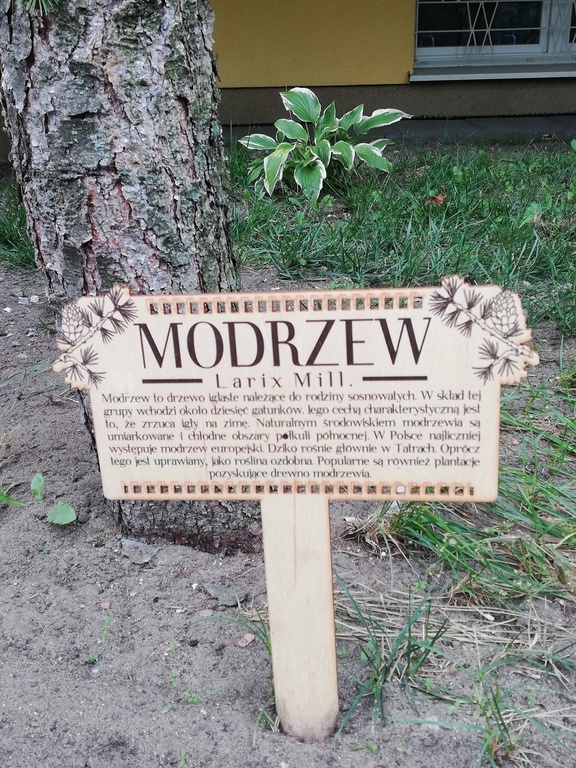 MODRZEW
Larix Mill.
Modrzew to drzewo iglaste należące do rodziny sosnowatych. W skład tej
grupy wchodzi około dziesięć gatunków. Jego cechą charakterystyczną jest
to, że zrzuca igły na zimę. Naturalnym środowiskiem modrzewia są
umiarkowane i chłodne obszary półkuli północnej. W Polsce najliczniej
występuje modrzew europejski. Dziko rośnie głównie w Tatrach. Oprócz
tego jest uprawiany, jako roślina ozdobna. Popularne są również plantacje
pozyskujące drewno modrzewia.